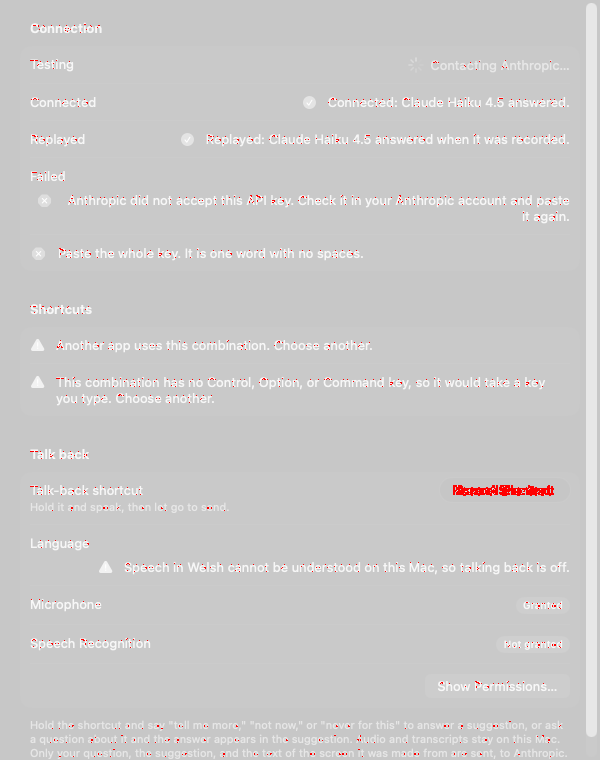 Connection
Testing
Contacting Anthropic...
Connected
Connected: Claude Haiku 4.5 answered.
Replayed
Replayed: Claude Haiku 4.5 answered when it was recorded.
Failed
Anthropic did not accept this API key. Check it in your Anthropic account and paste
it again.
Paste the whole key. It is one word with no spaces.
Shortcuts
Another app uses this combination. Choose another.
This combination has no Control, Option, or Command key, so it would take a key
you type. Choose another.
Talk back
Talk-back shortcut
Hold it and speak, then let go to send.
Language
Speech in Welsh cannot be understood on this Mac, so talking back is off.
Microphone
Granted
Speech Recognition
Not granted
Show Permissions...
Hold the shortcut and say "tell me more," "not now," or "never for this" to answer a suggestion, or ask
a question about it and the answer appears in the suggestion. Audio and transcripts stay on this Mac.
Only your question, the suggestion, and the text of the screen it was made from are sent, to Anthropic.